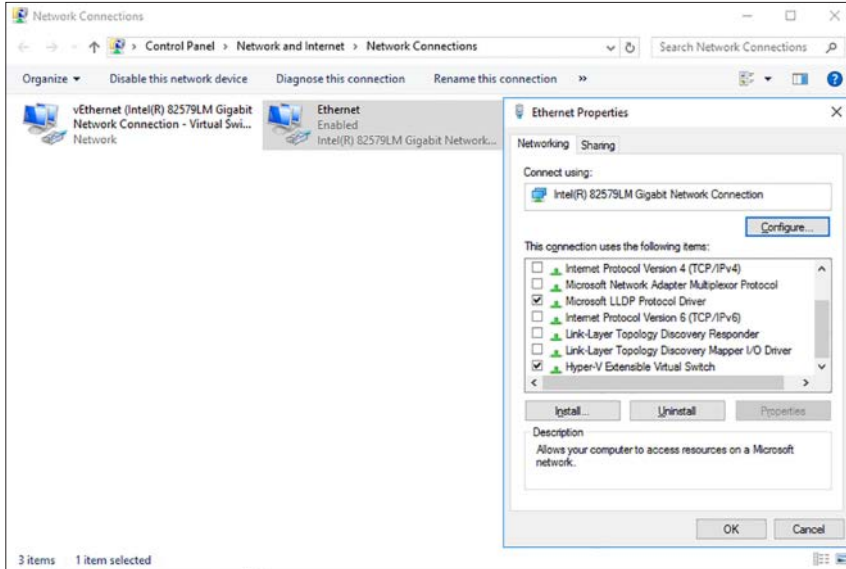 Network Connections
Control Panel > Network and Internet > Network Connections
Search Network Connections
Organize
Disable this network device
Diagnose this connection
Rename this connection
»
vEthernet (Intel(R) 82579LM Gigabit
Network Connection - Virtual Swi...
Network
Ethernet
Enabled
Intel(R) 82579LM Gigabit Network...
Ethernet Properties
Networking
Sharing
Connect using:
Intel(R) 82579LM Gigabit Network Connection
Configure...
This connection uses the following items:
Internet Protocol Version 4 (TCP/IPv4)
Microsoft Network Adapter Multiplexor Protocol
Microsoft LLDP Protocol Driver
Internet Protocol Version 6 (TCP/IPv6)
Link-Layer Topology Discovery Responder
Link-Layer Topology Discovery Mapper I/O Driver
Hyper-V Extensible Virtual Switch
Install...
Uninstall
Properties
Description
Allows your computer to access resources on a Microsoft
network.
OK
Cancel
3 items
1 item selected